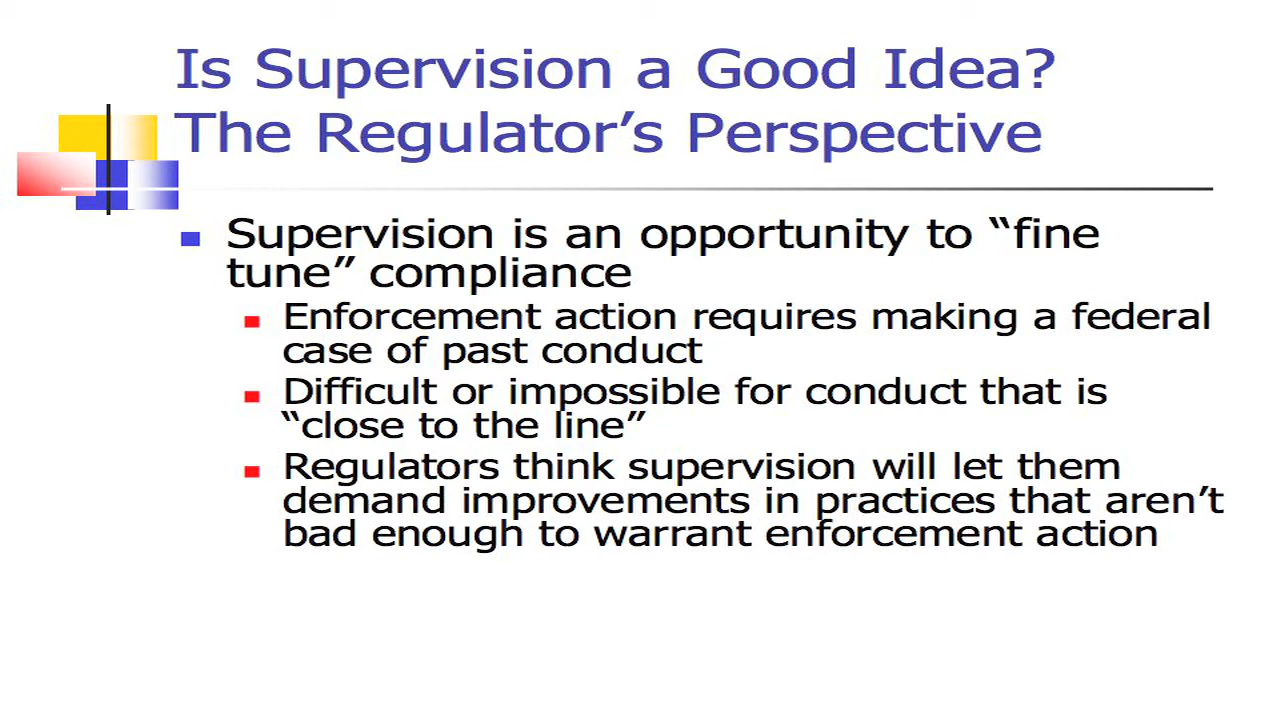 Is Supervision a Good Idea?
The Regulator’s Perspective
Supervision is an opportunity to “fine
tune” compliance
Enforcement action requires making a federal
case of past conduct
Difficult or impossible for conduct that is
“close to the line”
Regulators think supervision will let them
demand improvements in practices that aren’t
bad enough to warrant enforcement action